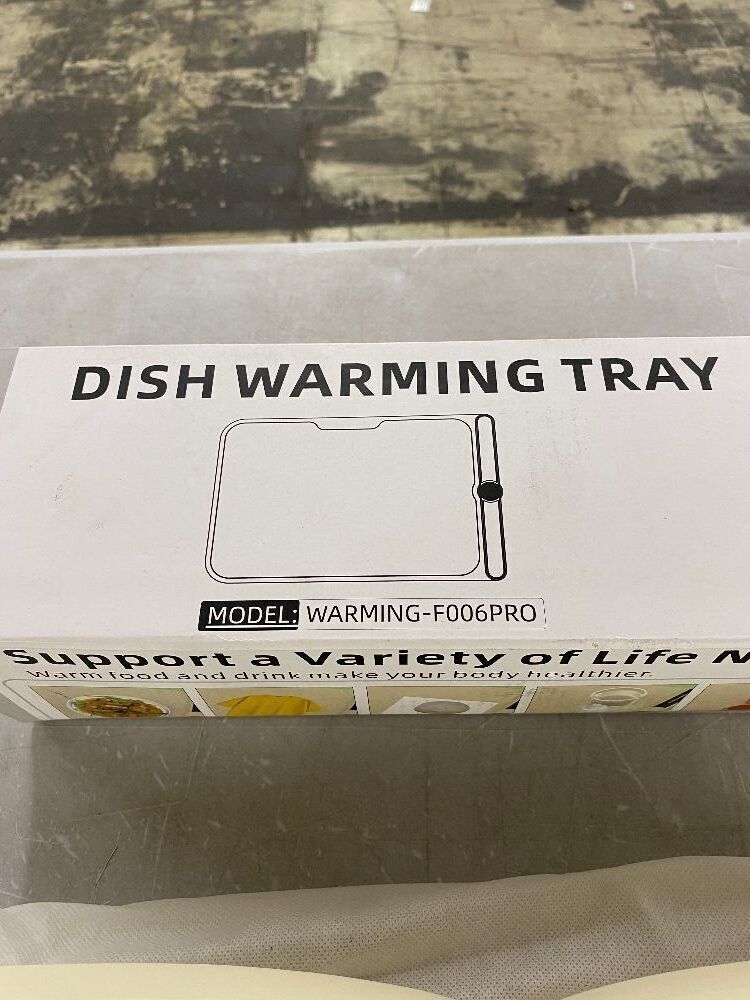 DISH WARMING TRAY
MODEL: WARMING-F006PRO
Support a Variety of Life N
Warm food and drink make your body healthier.